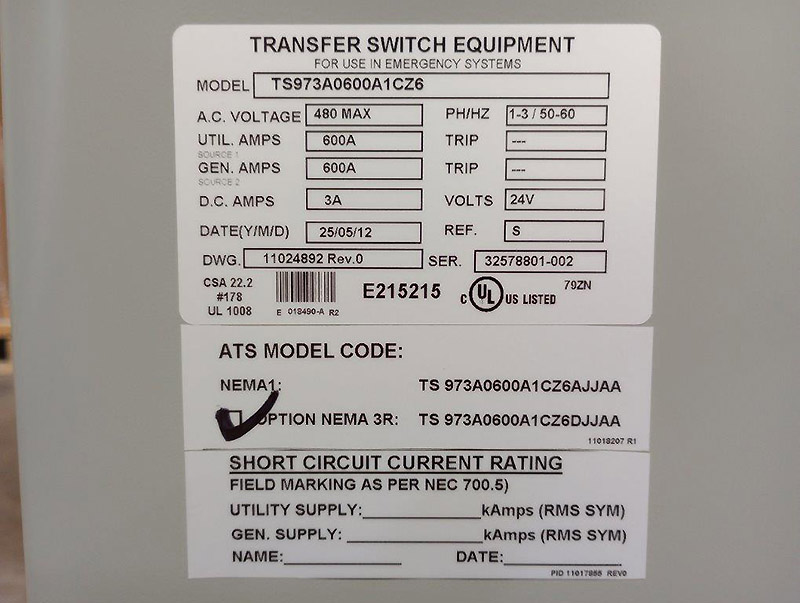 TRANSFER SWITCH EQUIPMENT
FOR USE IN EMERGENCY SYSTEMS
MODEL TS973A0600A1CZ6
A.C. VOLTAGE 480 MAX PH/HZ 1-3 / 50-60
UTIL. AMPS 600A TRIP ---
SOURCE 1
GEN. AMPS 600A TRIP ---
SOURCE 2
D.C. AMPS 3A VOLTS 24V
DATE(Y/M/D) 25/05/12 REF. S
DWG. 11024892 Rev.0 SER. 32578801-002
CSA 22.2
#178
UL 1008
E 018490-A R2
E215215
C UL US LISTED
79ZN
ATS MODEL CODE:
NEMA1: TS 973A0600A1CZ6AJJAA
OPTION NEMA 3R: TS 973A0600A1CZ6DJJAA
11018207 R1
SHORT CIRCUIT CURRENT RATING
FIELD MARKING AS PER NEC 700.5)
UTILITY SUPPLY:____________kAmps (RMS SYM)
GEN. SUPPLY:______________kAmps (RMS SYM)
NAME:____________ DATE:____________
PID 11017855 REV0